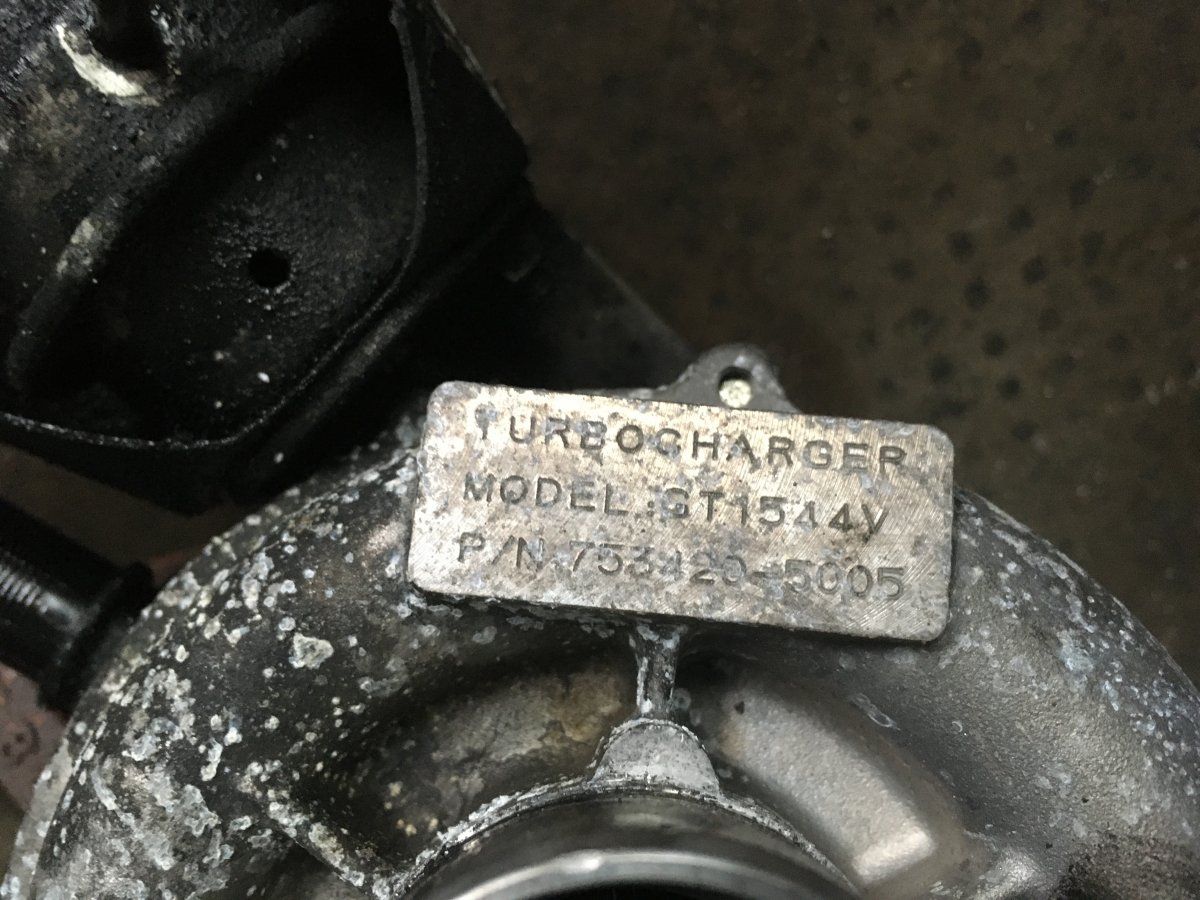 TURBOCHARGER
MODEL:GT1544V
P/N.753420-5005